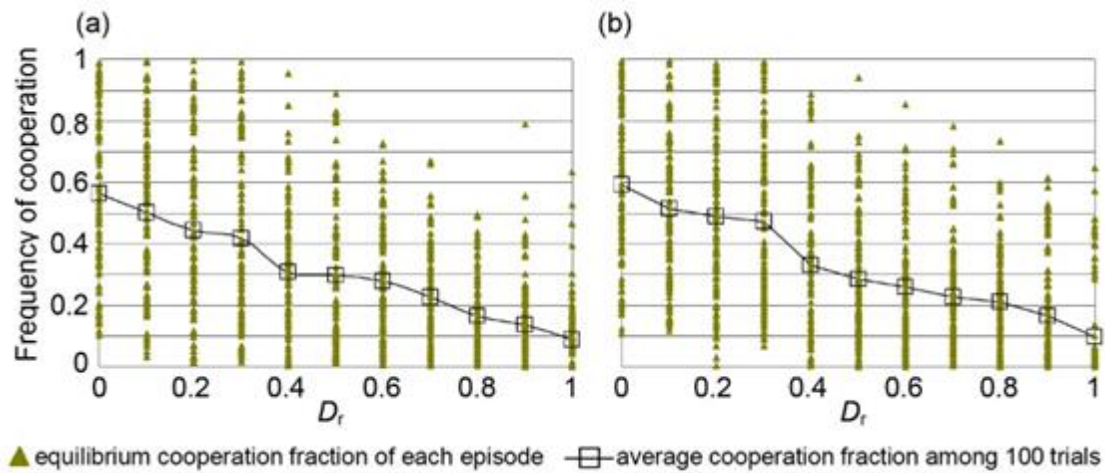 (a)
(b)
Frequency of cooperation
1
0.8
0.6
0.4
0.2
0
0 0.2 0.4 0.6 0.8 1
0 0.2 0.4 0.6 0.8 1
Dr
Dr
equilibrium cooperation fraction of each episode
average cooperation fraction among 100 trials